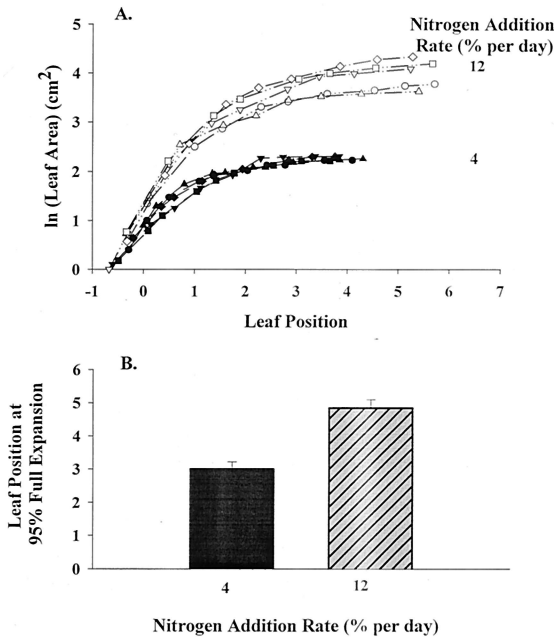 A.
Nitrogen Addition
Rate (% per day)
12
4
ln (Leaf Area) (cm2)
5
4
3
2
1
0
-1 0 1 2 3 4 5 6 7
Leaf Position
B.
Leaf Position at
95% Full Expansion
6
5
4
3
2
1
0
4 12
Nitrogen Addition Rate (% per day)